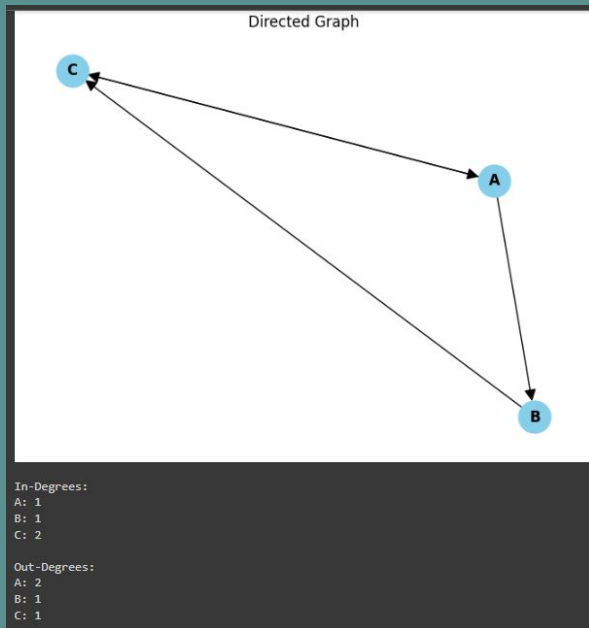 Directed Graph
C
A
B
In-Degrees:
A: 1
B: 1
C: 2
Out-Degrees:
A: 2
B: 1
C: 1